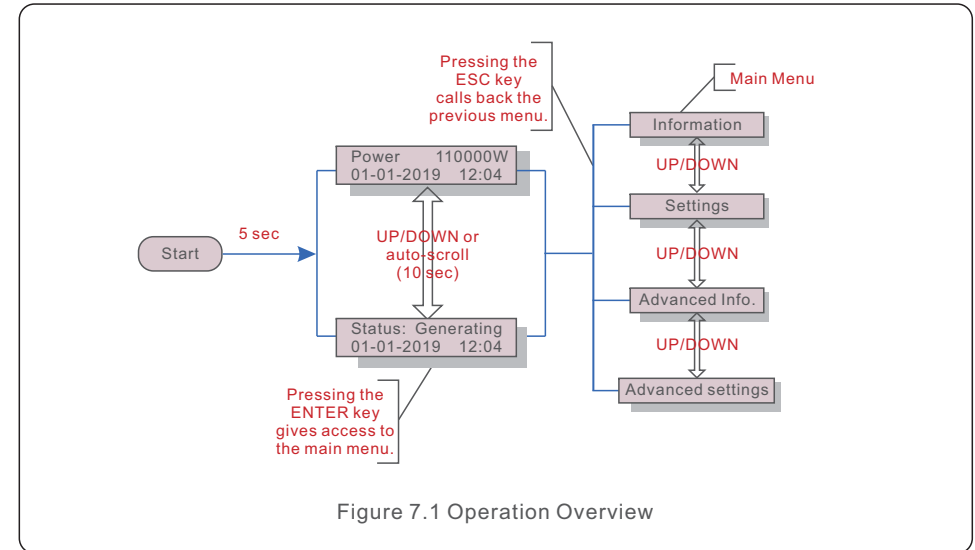 Pressing the
ESC key
calls back the
previous menu.
Main Menu
Information
Power 110000W
01-01-2019 12:04
UP/DOWN
Settings
Start
5 sec
UP/DOWN or
auto-scroll
(10 sec)
UP/DOWN
Advanced Info.
Status: Generating
01-01-2019 12:04
UP/DOWN
Advanced settings
Pressing the
ENTER key
gives access to
the main menu.
Figure 7.1 Operation Overview